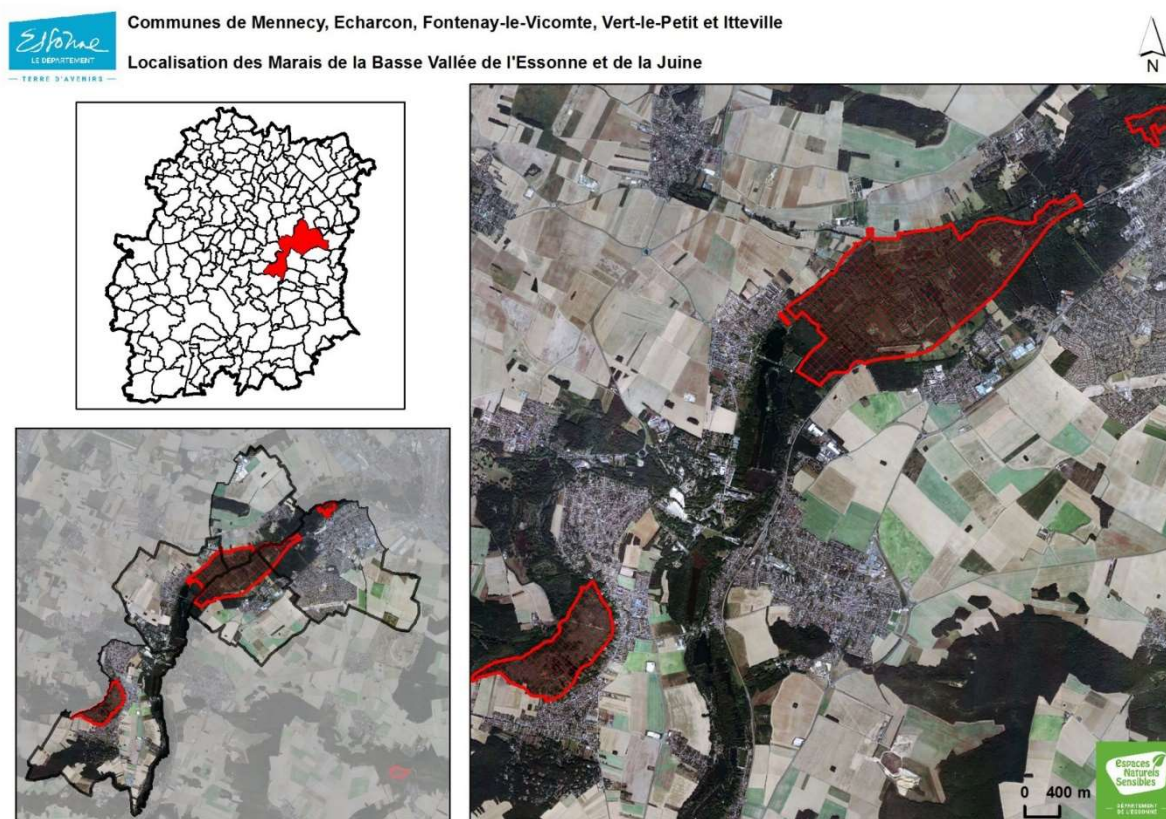 Essonne
LE DÉPARTEMENT
TERRE D'AVENIRS
Communes de Mennecy, Echarcon, Fontenay-le-Vicomte, Vert-le-Petit et Itteville
Localisation des Marais de la Basse Vallée de l'Essonne et de la Juine
N
0 400 m
espaces
Naturels
Sensibles
DÉPARTEMENT
DE L'ESSONNE